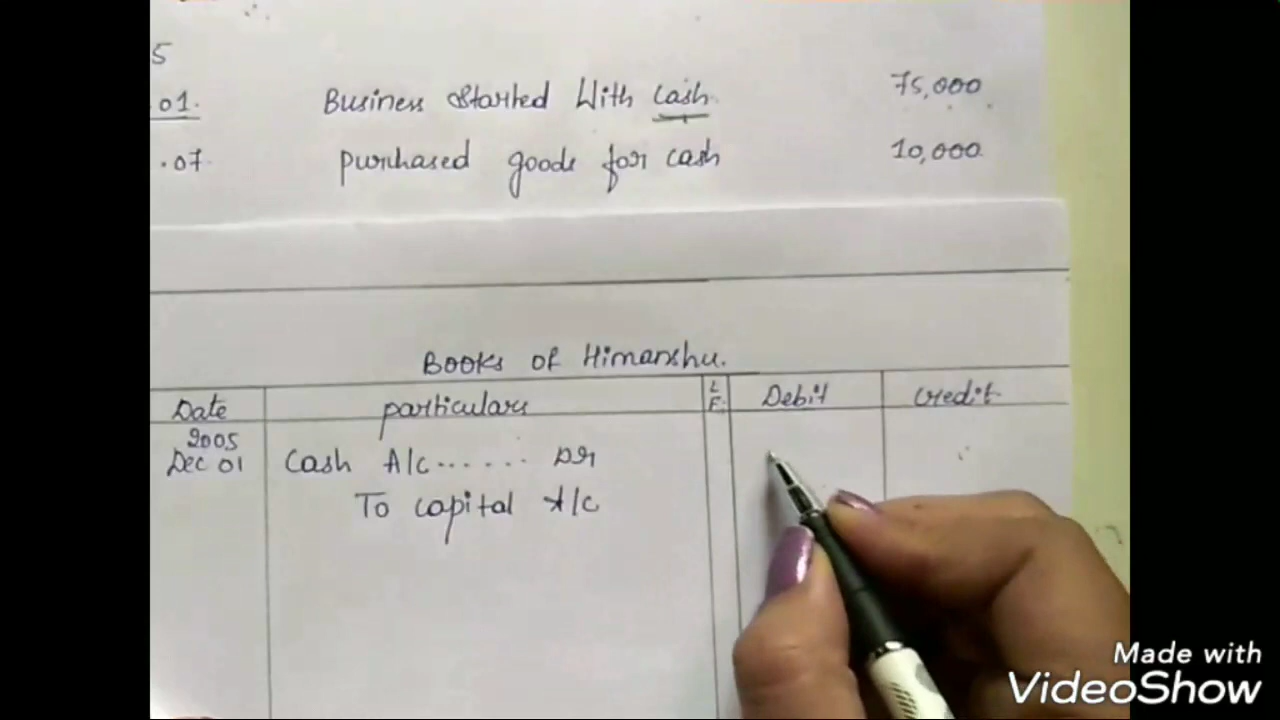 5
.01. Business Started With cash. 75,000
.07. purchased goods for cash 10,000
Books of Himanshu.
Date particulars L F. Debit Credit
2005
Dec 01 Cash A/c...... Dr
To capital A/c
Made with
VideoShow